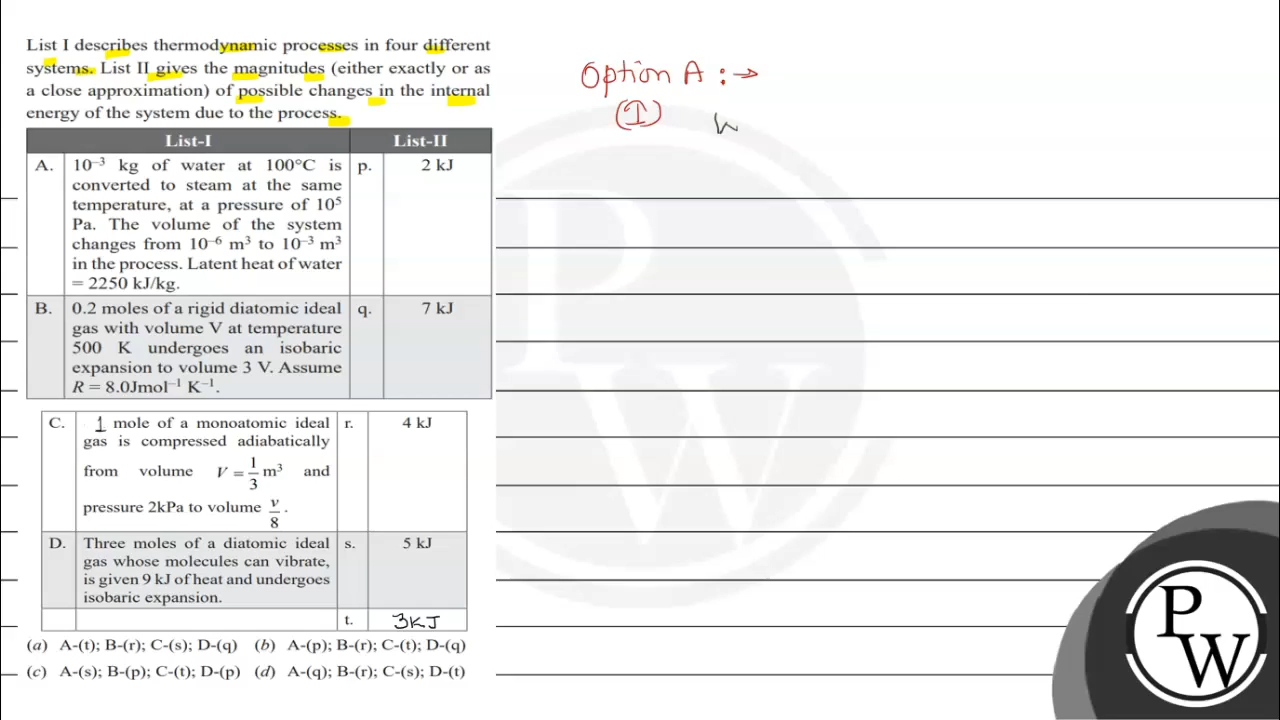 List I describes thermodynamic processes in four different
systems. List II gives the magnitudes (either exactly or as
a close approximation) of possible changes in the internal
energy of the system due to the process.
List-I List-II
A. 10⁻³ kg of water at 100°C is p. 2 kJ
converted to steam at the same
temperature, at a pressure of 10⁵
Pa. The volume of the system
changes from 10⁻⁶ m³ to 10⁻³ m³
in the process. Latent heat of water
= 2250 kJ/kg.
B. 0.2 moles of a rigid diatomic ideal q. 7 kJ
gas with volume V at temperature
500 K undergoes an isobaric
expansion to volume 3 V. Assume
R = 8.0Jmol⁻¹ K⁻¹.
C. 1 mole of a monoatomic ideal r. 4 kJ
gas is compressed adiabatically
from volume V = 1/3 m³ and
pressure 2kPa to volume v/8.
D. Three moles of a diatomic ideal s. 5 kJ
gas whose molecules can vibrate,
is given 9 kJ of heat and undergoes
isobaric expansion.
t. 3KJ
(a) A-(t); B-(r); C-(s); D-(q) (b) A-(p); B-(r); C-(t); D-(q)
(c) A-(s); B-(p); C-(t); D-(p) (d) A-(q); B-(r); C-(s); D-(t)
Option A :→
(I)
PW
PW